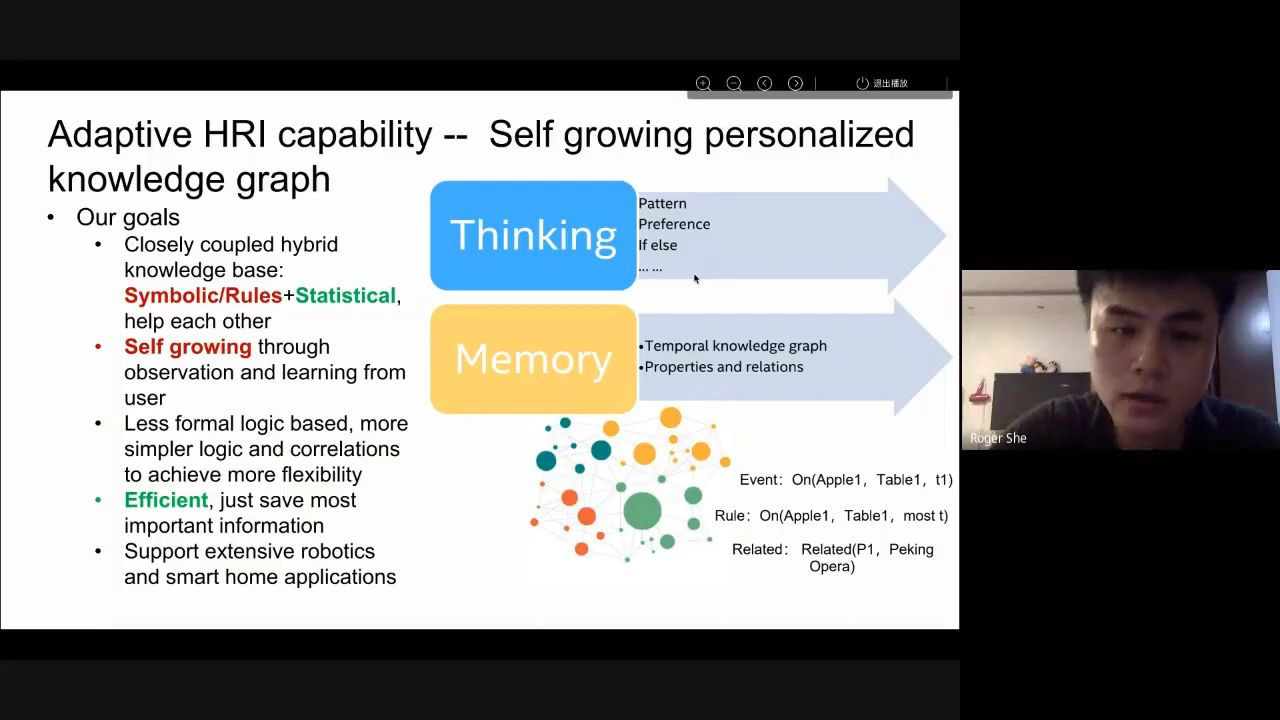 退出播放
Adaptive HRI capability -- Self growing personalized
knowledge graph
• Our goals
• Closely coupled hybrid
knowledge base:
Symbolic/Rules+Statistical,
help each other
• Self growing through
observation and learning from
user
• Less formal logic based, more
simpler logic and correlations
to achieve more flexibility
• Efficient, just save most
important information
• Support extensive robotics
and smart home applications
Thinking
Pattern
Preference
If else
... ...
Memory
•Temporal knowledge graph
•Properties and relations
Event: On(Apple1, Table1, t1)
Rule: On(Apple1, Table1, most t)
Related: Related(P1, Peking
Opera)
Roger She